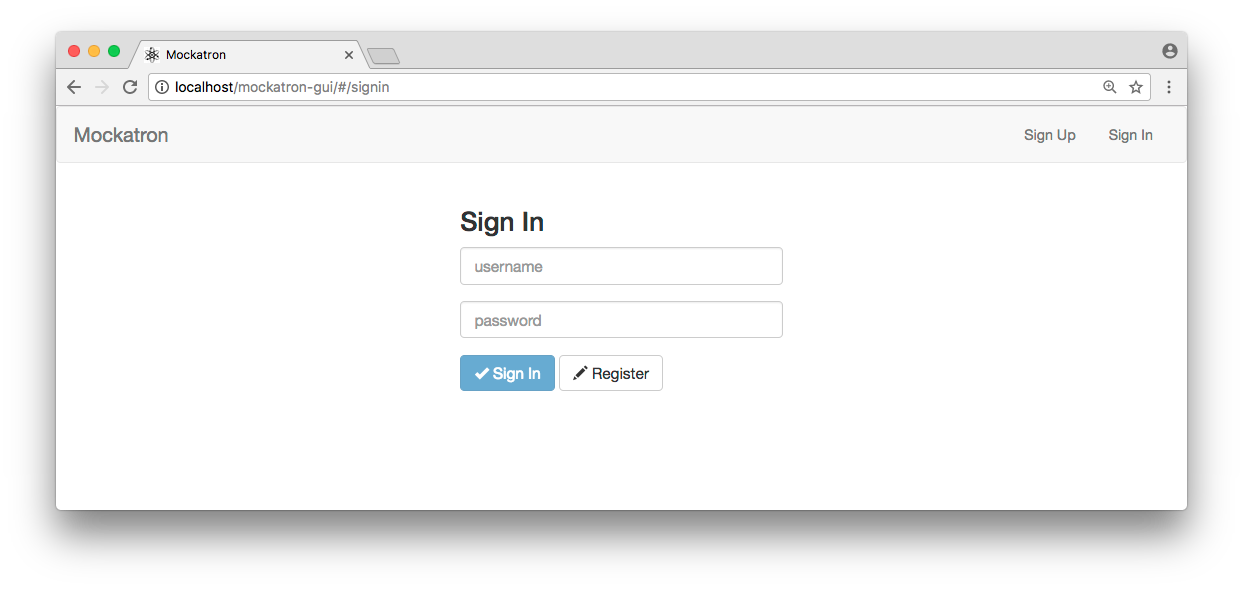 Mockatron
localhost/mockatron-gui/#/signin
Mockatron Sign Up Sign In
Sign In
username
password
Sign In Register